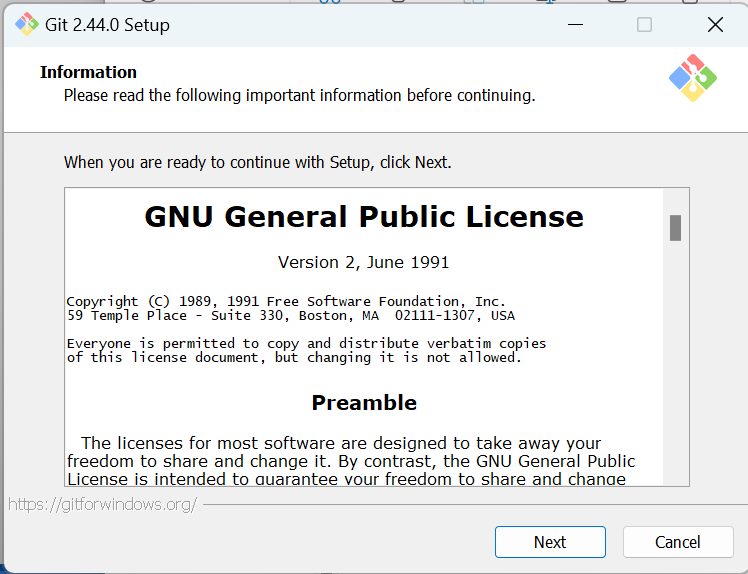 Git 2.44.0 Setup
Information
Please read the following important information before continuing.
When you are ready to continue with Setup, click Next.
GNU General Public License
Version 2, June 1991
Copyright (C) 1989, 1991 Free Software Foundation, Inc.
59 Temple Place - Suite 330, Boston, MA  02111-1307, USA
Everyone is permitted to copy and distribute verbatim copies
of this license document, but changing it is not allowed.
Preamble
The licenses for most software are designed to take away your
freedom to share and change it. By contrast, the GNU General Public
License is intended to guarantee your freedom to share and change
https://gitforwindows.org/
Next
Cancel